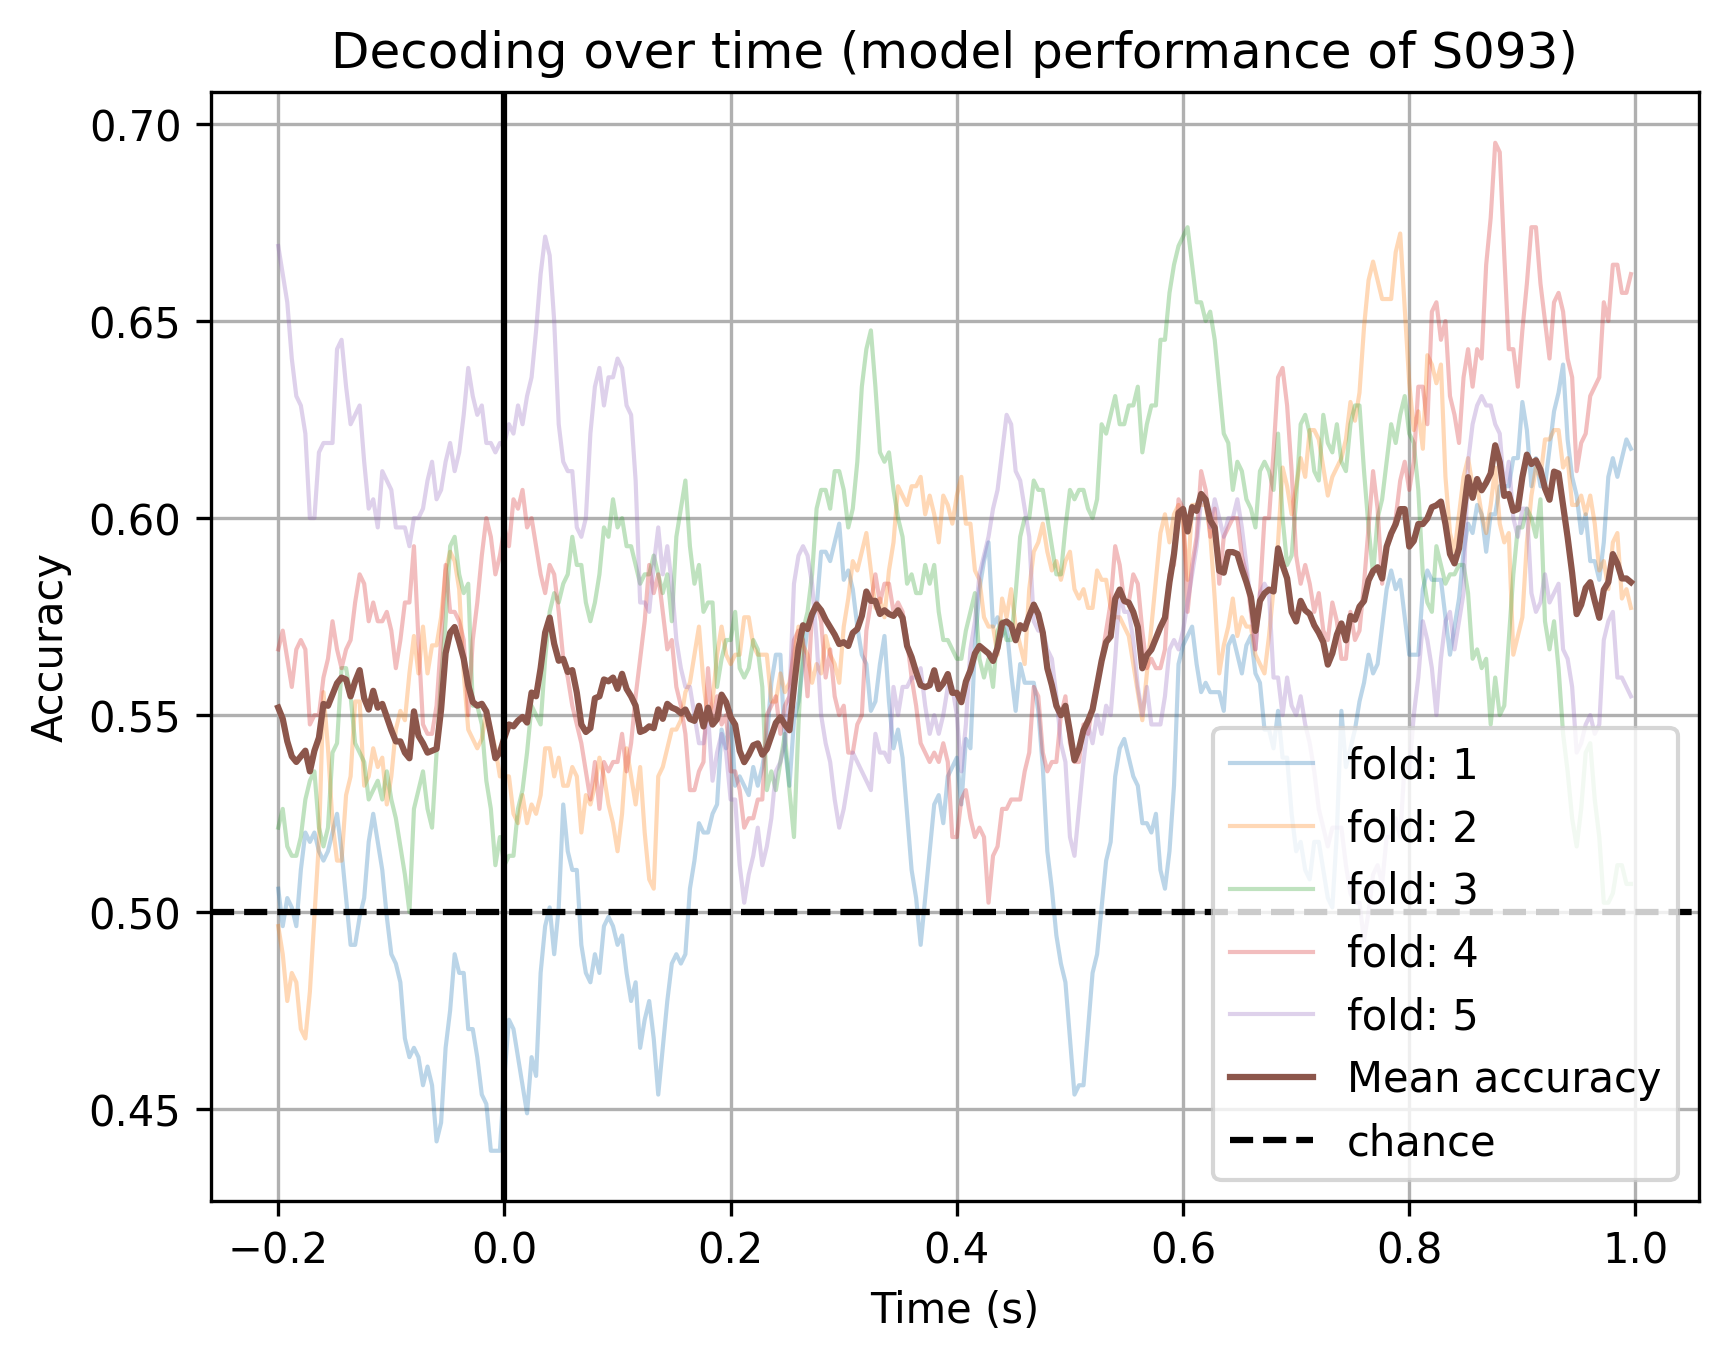 Decoding over time (model performance of S093)
0.70
0.65
0.60
0.55
0.50
0.45
Accuracy
−0.2
0.0
0.2
0.4
0.6
0.8
1.0
Time (s)
fold: 1
fold: 2
fold: 3
fold: 4
fold: 5
Mean accuracy
chance